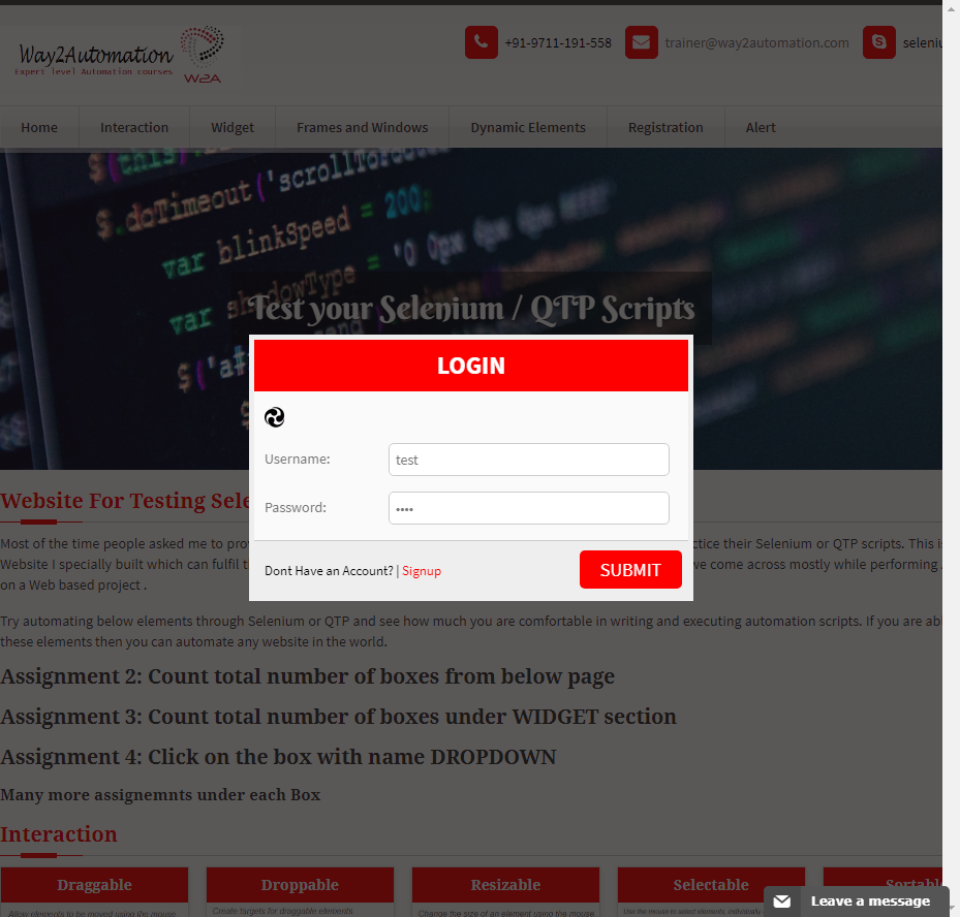 Way2Automation
Expert level Automation courses
W2A
+91-9711-191-558
trainer@way2automation.com
Home
Interaction
Widget
Frames and Windows
Dynamic Elements
Registration
Alert
$(this)
$.doTimeout('scrollTo
var blinkSpeed = 200;
var shadowType = '0 0px 0px 0px #fff'
var
$('
Test your Selenium / QTP Scripts
LOGIN
Username:
test
Password:
••••
Dont Have an Account? | Signup
SUBMIT
Website For Testing Sele
Most of the time people asked me to pro
ctice their Selenium or QTP scripts. This i
Website I specially built which can fulfil t
ve come across mostly while performing
on a Web based project .
Try automating below elements through Selenium or QTP and see how much you are comfortable in writing and executing automation scripts. If you are abl
these elements then you can automate any website in the world.
Assignment 2: Count total number of boxes from below page
Assignment 3: Count total number of boxes under WIDGET section
Assignment 4: Click on the box with name DROPDOWN
Many more assignemnts under each Box
Interaction
Draggable
Droppable
Resizable
Selectable
Sortabl
Allow elements to be moved using the mouse
Create targets for draggable elements
Change the size of an element using the mouse
Use the mouse to select elements, individually
Leave a message